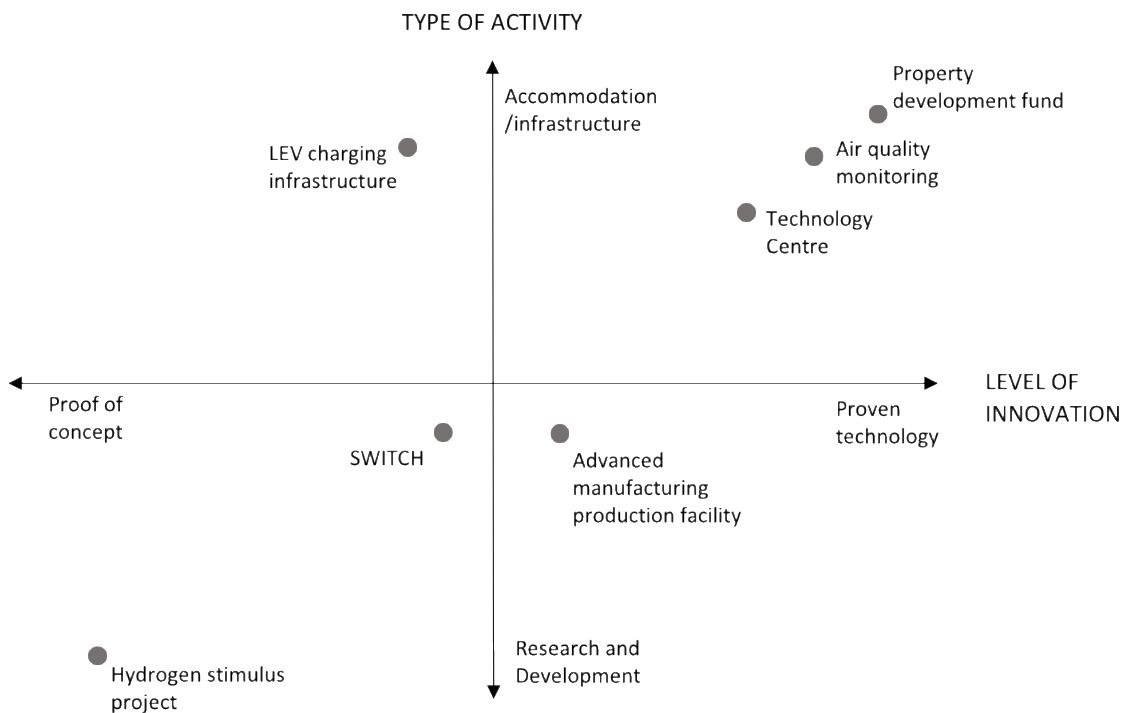 TYPE OF ACTIVITY
Property
development fund
Accommodation
/infrastructure
LEV charging
infrastructure
Air quality
monitoring
Technology
Centre
LEVEL OF
INNOVATION
Proof of
concept
Proven
technology
SWITCH
Advanced
manufacturing
production facility
Research and
Development
Hydrogen stimulus
project